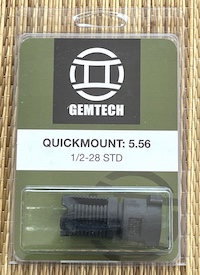 GEMTECH
QUICKMOUNT: 5.56
1/2-28 STD